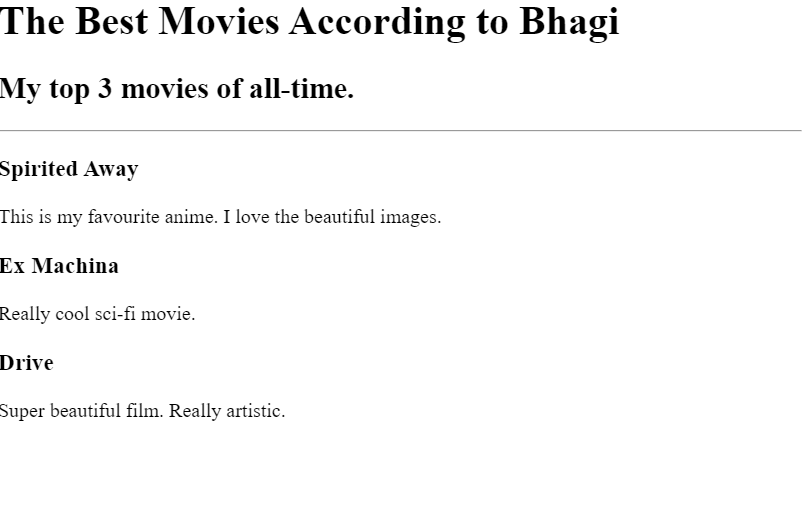 The Best Movies According to Bhagi
My top 3 movies of all-time.
Spirited Away
This is my favourite anime. I love the beautiful images.
Ex Machina
Really cool sci-fi movie.
Drive
Super beautiful film. Really artistic.